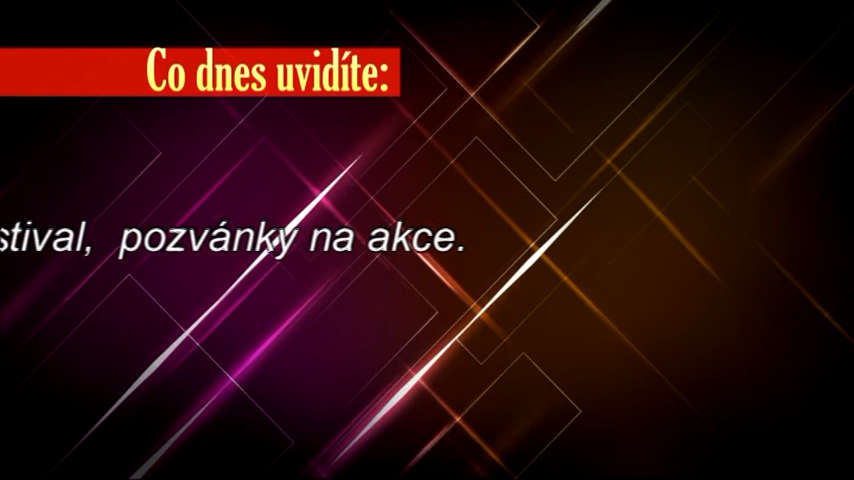 Co dnes uvidíte:
stival, pozvánky na akce.